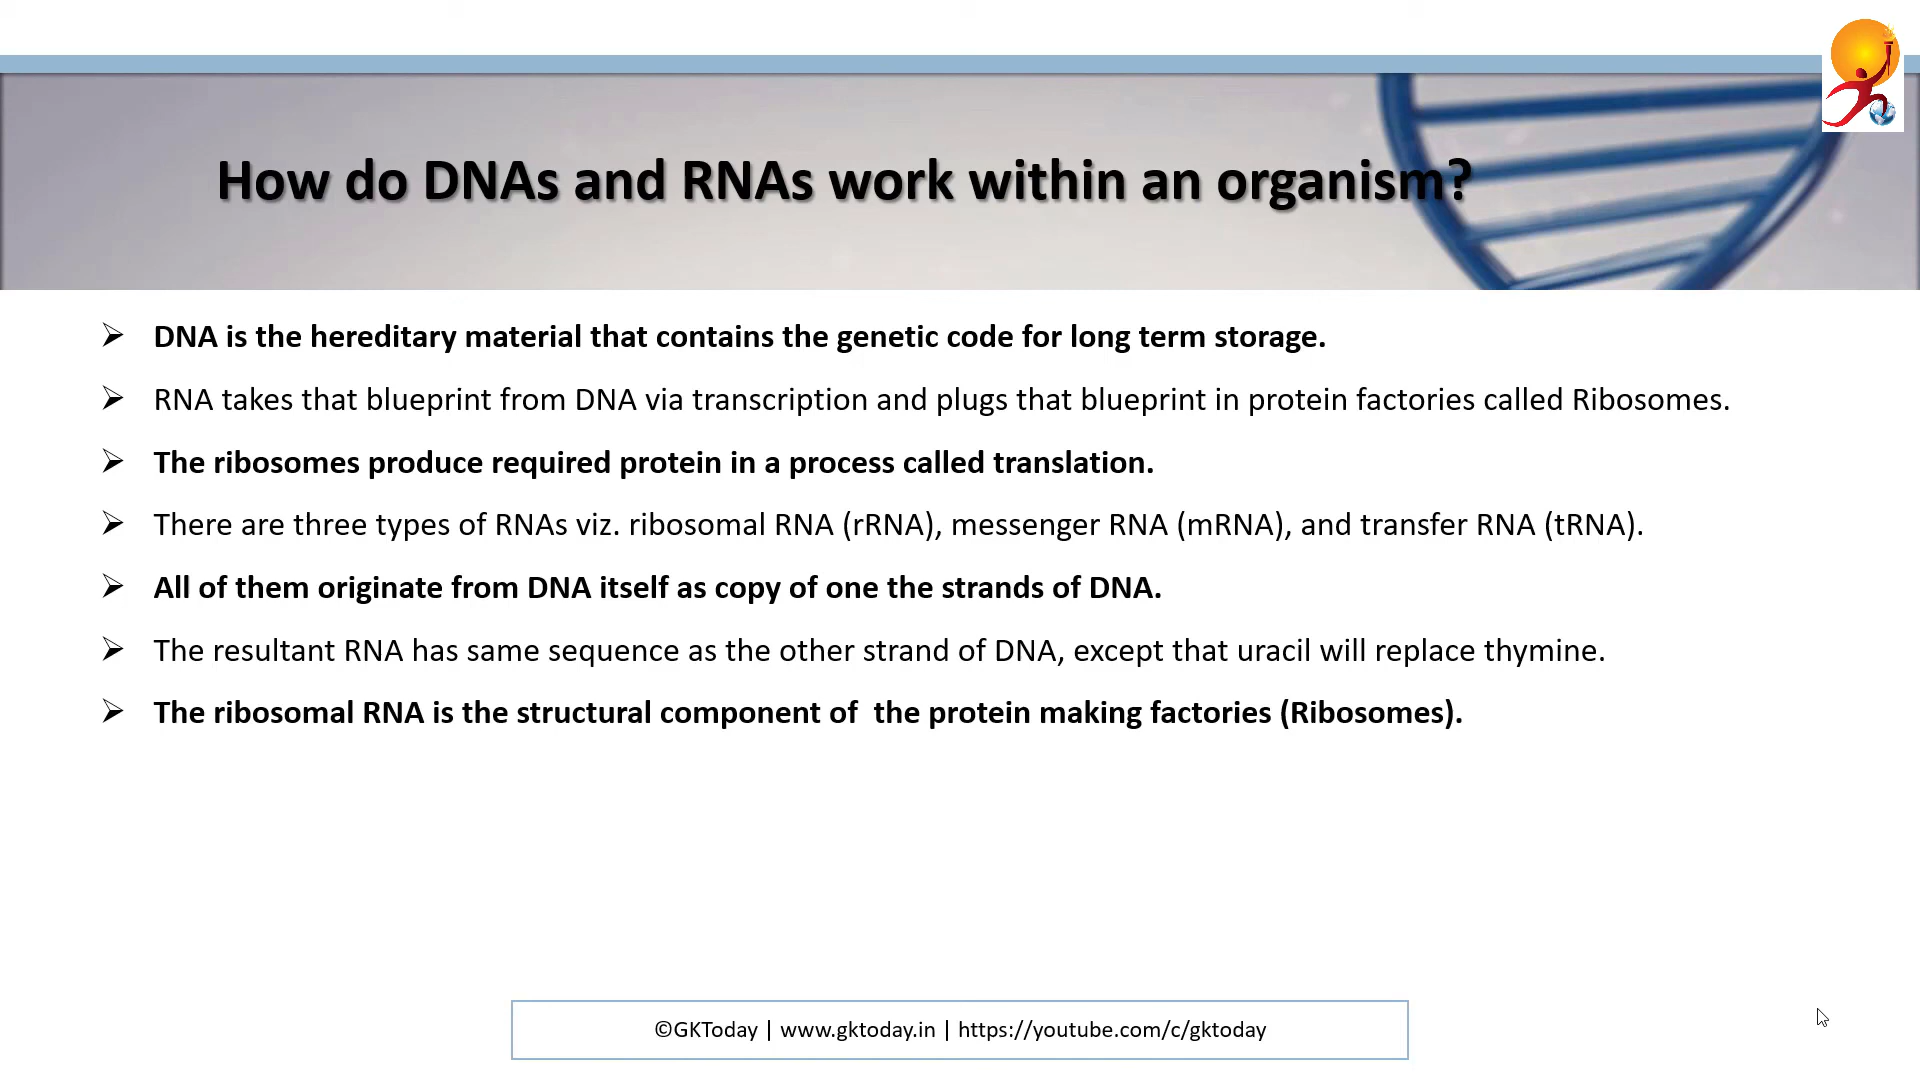 How do DNAs and RNAs work within an organism?
➢ DNA is the hereditary material that contains the genetic code for long term storage.
➢ RNA takes that blueprint from DNA via transcription and plugs that blueprint in protein factories called Ribosomes.
➢ The ribosomes produce required protein in a process called translation.
➢ There are three types of RNAs viz. ribosomal RNA (rRNA), messenger RNA (mRNA), and transfer RNA (tRNA).
➢ All of them originate from DNA itself as copy of one the strands of DNA.
➢ The resultant RNA has same sequence as the other strand of DNA, except that uracil will replace thymine.
➢ The ribosomal RNA is the structural component of  the protein making factories (Ribosomes).
©GKToday | www.gktoday.in | https://youtube.com/c/gktoday